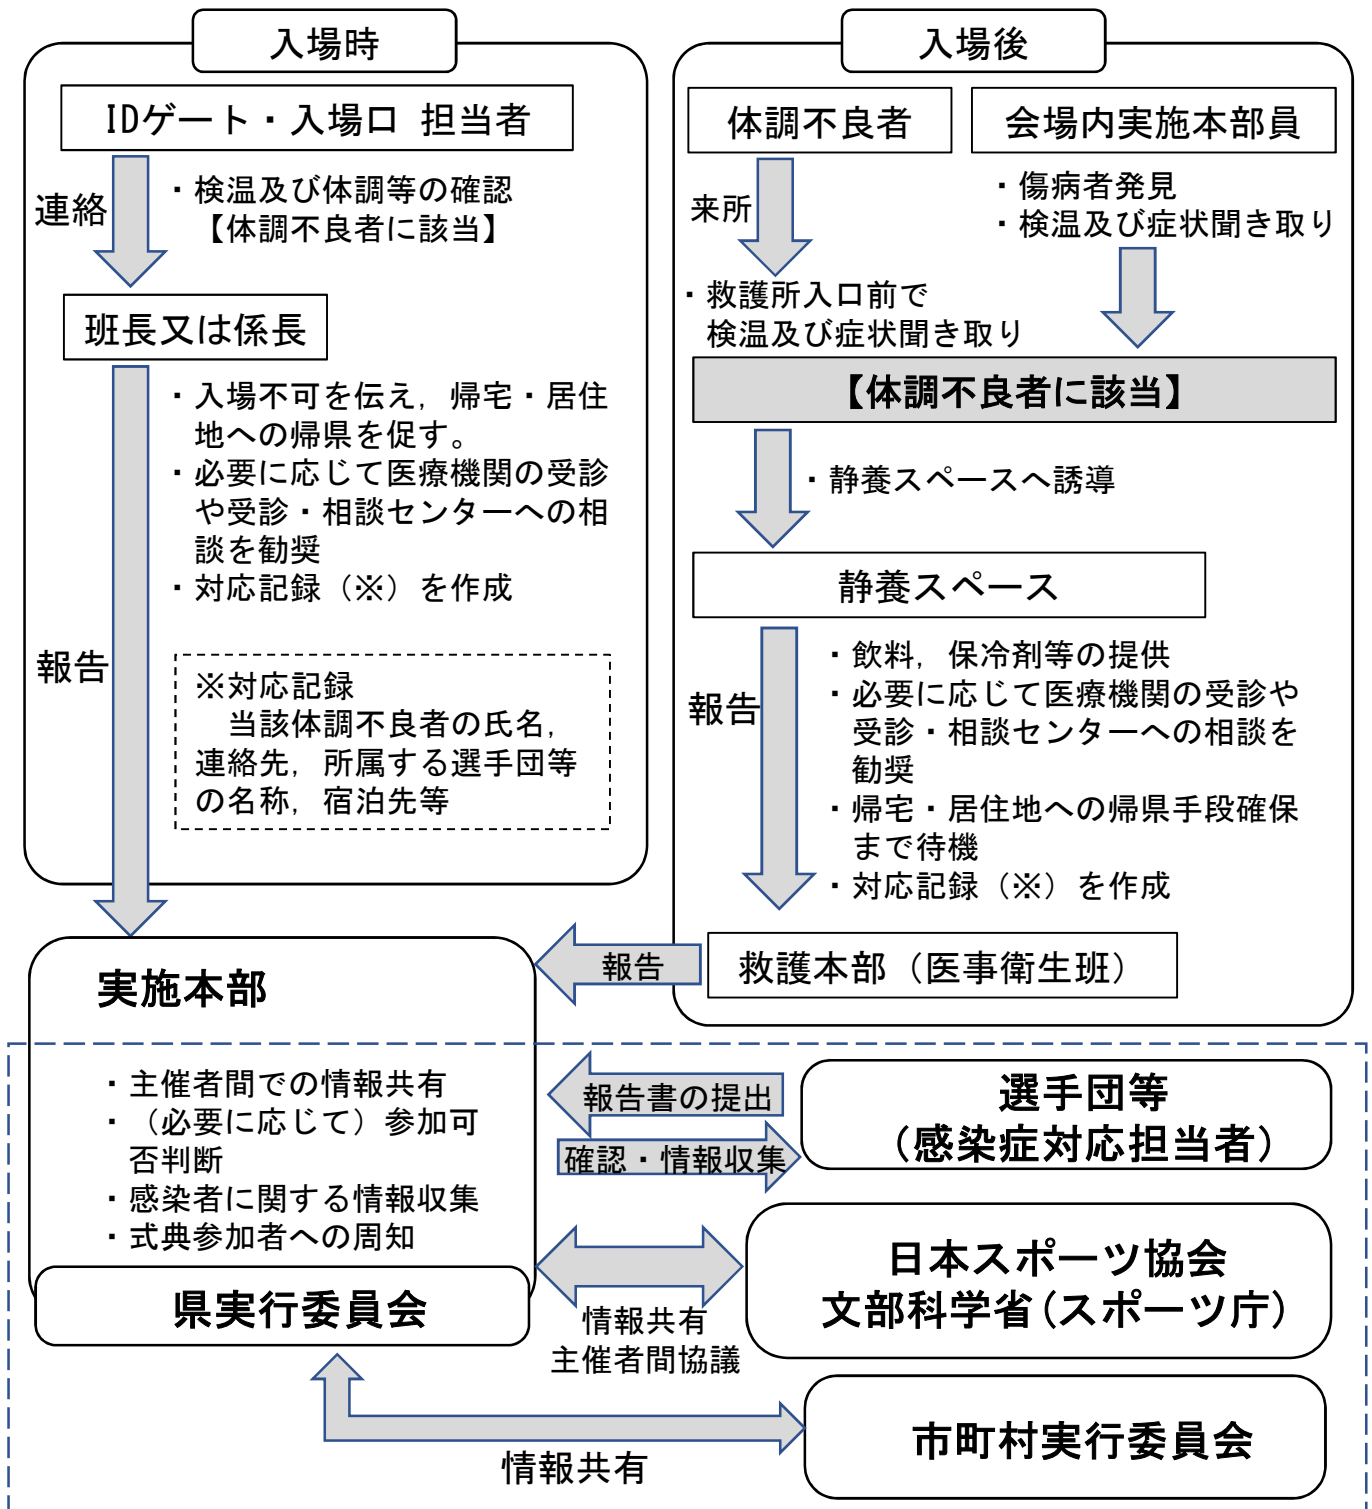 入場時
IDゲート・入場口 担当者
連絡
・検温及び体調等の確認
【体調不良者に該当】
班長又は係長
・入場不可を伝え，帰宅・居住
地への帰県を促す。
・必要に応じて医療機関の受診
や受診・相談センターへの相
談を勧奨
・対応記録（※）を作成
報告
※対応記録
当該体調不良者の氏名，
連絡先，所属する選手団等
の名称，宿泊先等
入場後
体調不良者
会場内実施本部員
来所
・傷病者発見
・検温及び症状聞き取り
・救護所入口前で
検温及び症状聞き取り
【体調不良者に該当】
・静養スペースへ誘導
静養スペース
報告
・飲料，保冷剤等の提供
・必要に応じて医療機関の受診や
受診・相談センターへの相談を
勧奨
・帰宅・居住地への帰県手段確保
まで待機
・対応記録（※）を作成
救護本部（医事衛生班）
報告
実施本部
・主催者間での情報共有
・（必要に応じて）参加可
否判断
・感染者に関する情報収集
・式典参加者への周知
県実行委員会
報告書の提出
確認・情報収集
選手団等
（感染症対応担当者）
情報共有
主催者間協議
日本スポーツ協会
文部科学省（スポーツ庁）
情報共有
市町村実行委員会